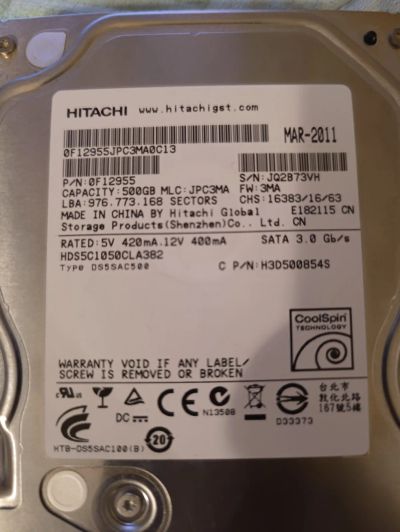 HITACHI www.hitachigst.com
MAR-2011
0F12955JPC3MA0C13
P/N:0F12955 S/N:JQ2B73VH
CAPACITY:500GB MLC:JPC3MA FW:3MA
LBA:976.773.168 SECTORS CHS:16383/16/63
MADE IN CHINA BY Hitachi Global E182115 CN
Storage Products(Shenzhen)Co., Ltd. CN
RATED:5V 420mA.12V 400mA SATA 3.0 Gb/s
HDS5C1050CLA382
Type DS5SAC500 C P/N:H3D500854S
CoolSpin
TECHNOLOGY
WARRANTY VOID IF ANY LABEL/
SCREW IS REMOVED OR BROKEN
DC
CE
N13508
D33373
台北市
敦化北路
167號5樓
20
HTB-DS5SAC100(B)